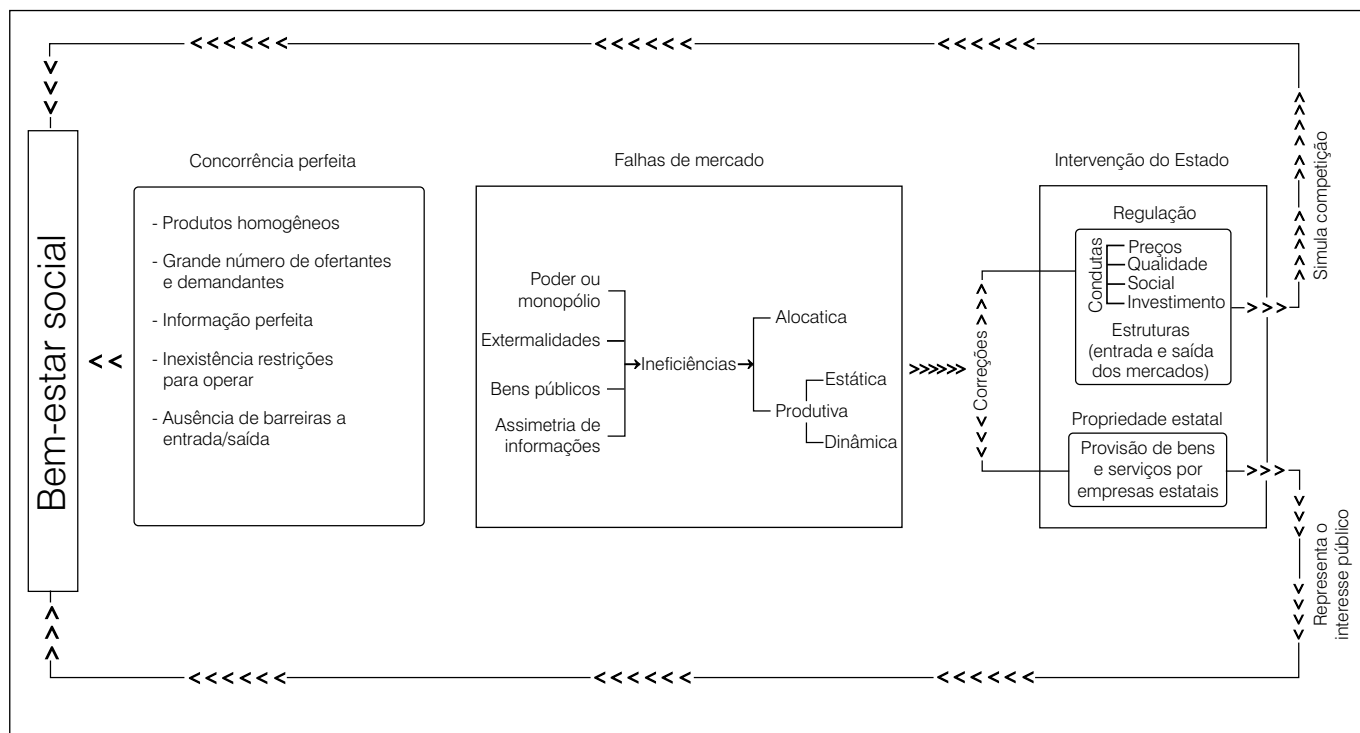 Bem-estar social
Concorrência perfeita
- Produtos homogêneos
- Grande número de ofertantes
e demandantes
- Informação perfeita
- Inexistência restrições
para operar
- Ausência de barreiras a
entrada/saída
Falhas de mercado
Poder ou
monopólio
Extermalidades
Bens públicos
Assimetria de
informações
Ineficiências
Alocatica
Produtiva
Estática
Dinâmica
Correções
Intervenção do Estado
Regulação
Condutas
Preços
Qualidade
Social
Investimento
Estruturas
(entrada e saída
dos mercados)
Propriedade estatal
Provisão de bens
e serviços por
empresas estatais
Simula competição
Representa o
interesse público